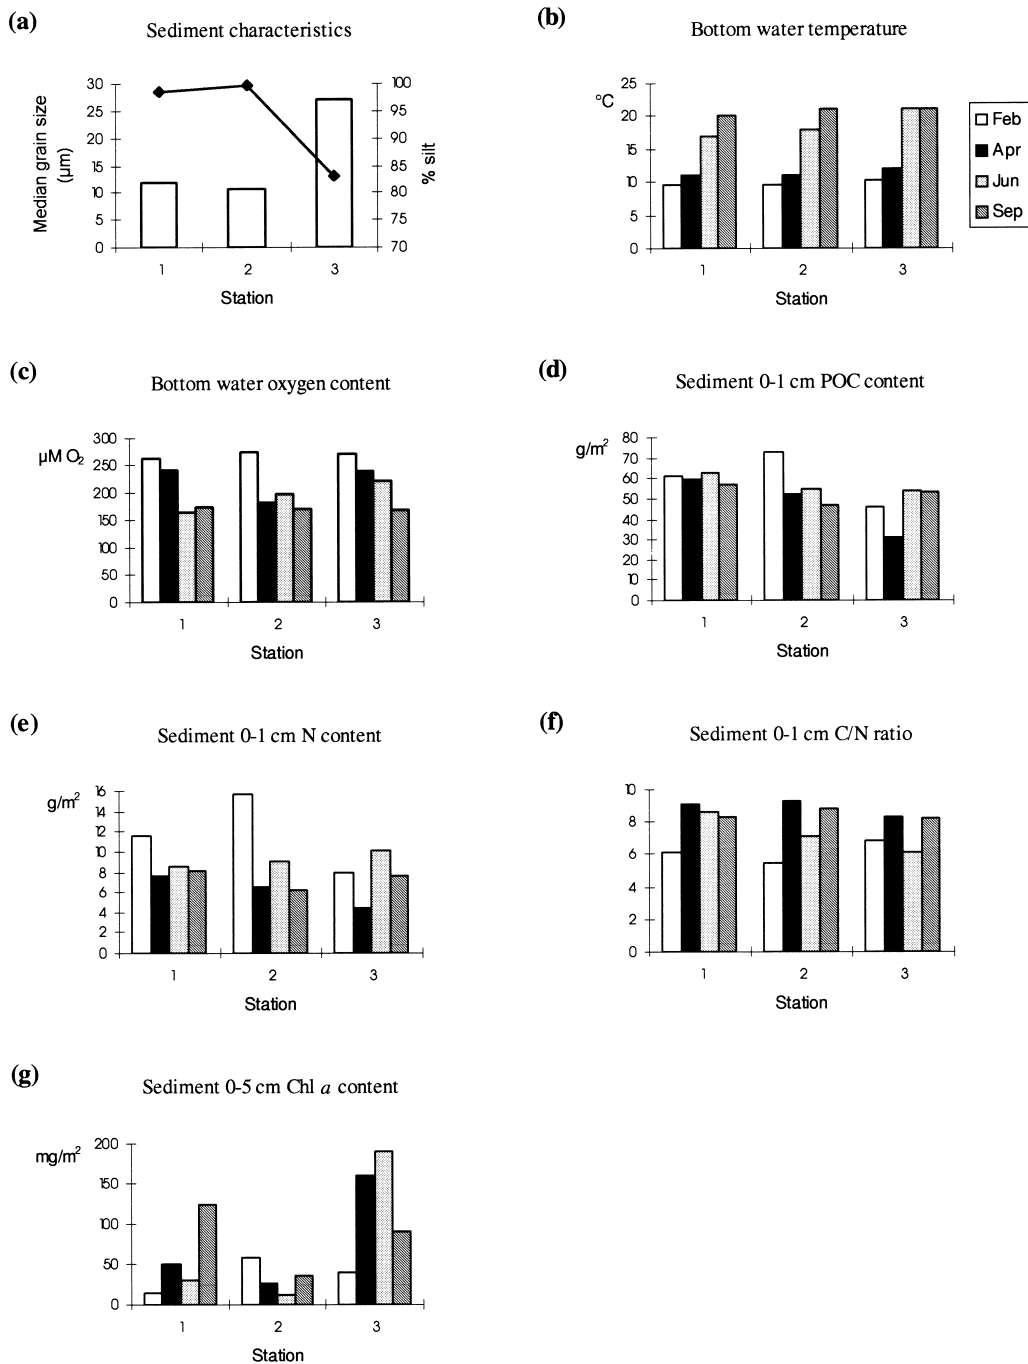 (a)
Sediment characteristics
Median grain size
(µm)
30
25
20
15
10
5
0
100
95
90
85
80
75
70
% silt
1 2 3
Station
(b)
Bottom water temperature
°C
25
20
15
10
5
0
1 2 3
Station
Feb
Apr
Jun
Sep
(c)
Bottom water oxygen content
µM O₂
300
250
200
150
100
50
0
1 2 3
Station
(d)
Sediment 0-1 cm POC content
g/m²
80
70
60
50
40
30
20
10
0
1 2 3
Station
(e)
Sediment 0-1 cm N content
g/m²
16
14
12
10
8
6
4
2
0
1 2 3
Station
(f)
Sediment 0-1 cm C/N ratio
10
8
6
4
2
0
1 2 3
Station
(g)
Sediment 0-5 cm Chl a content
mg/m²
200
150
100
50
0
1 2 3
Station